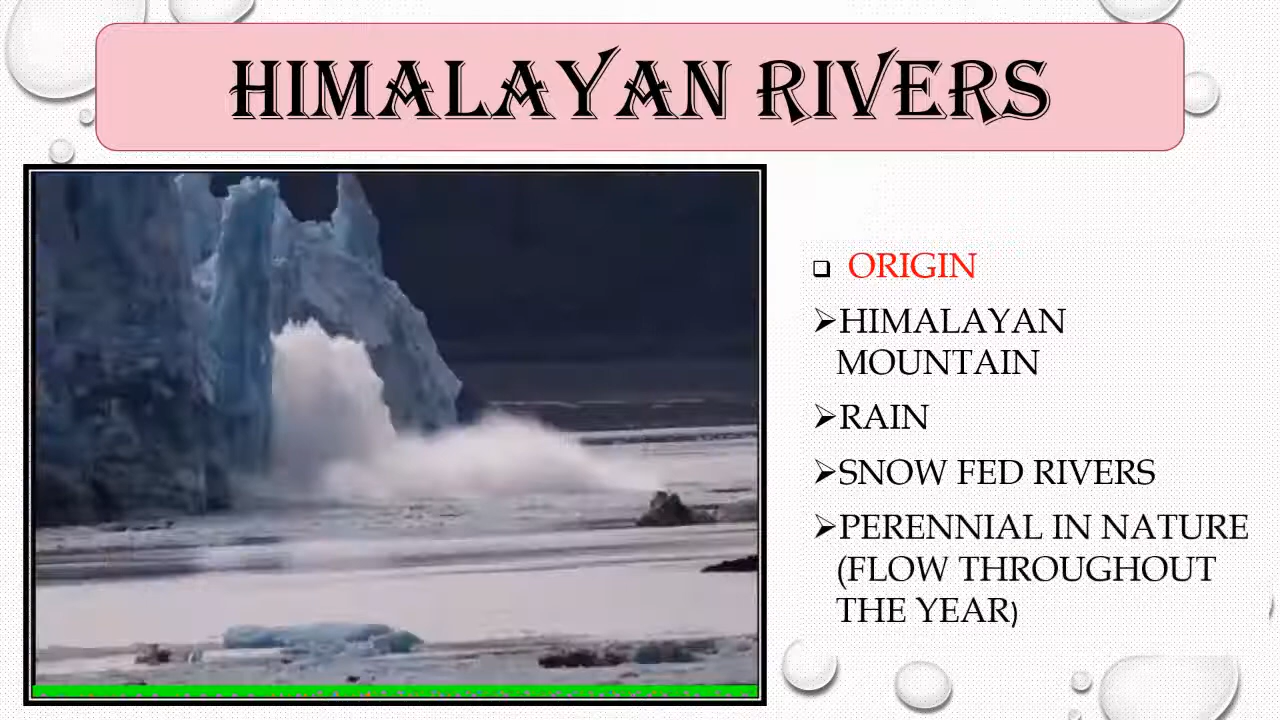 HIMALAYAN RIVERS
ORIGIN
HIMALAYAN
MOUNTAIN
RAIN
SNOW FED RIVERS
PERENNIAL IN NATURE
(FLOW THROUGHOUT
THE YEAR)